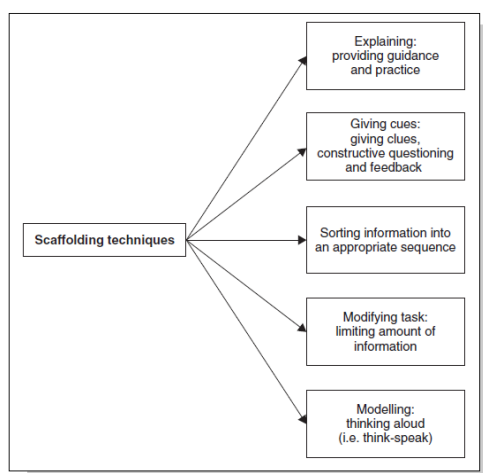 Explaining:
providing guidance
and practice
Giving cues:
giving clues,
constructive questioning
and feedback
Scaffolding techniques
Sorting information into
an appropriate sequence
Modifying task:
limiting amount of
information
Modelling:
thinking aloud
(i.e. think-speak)